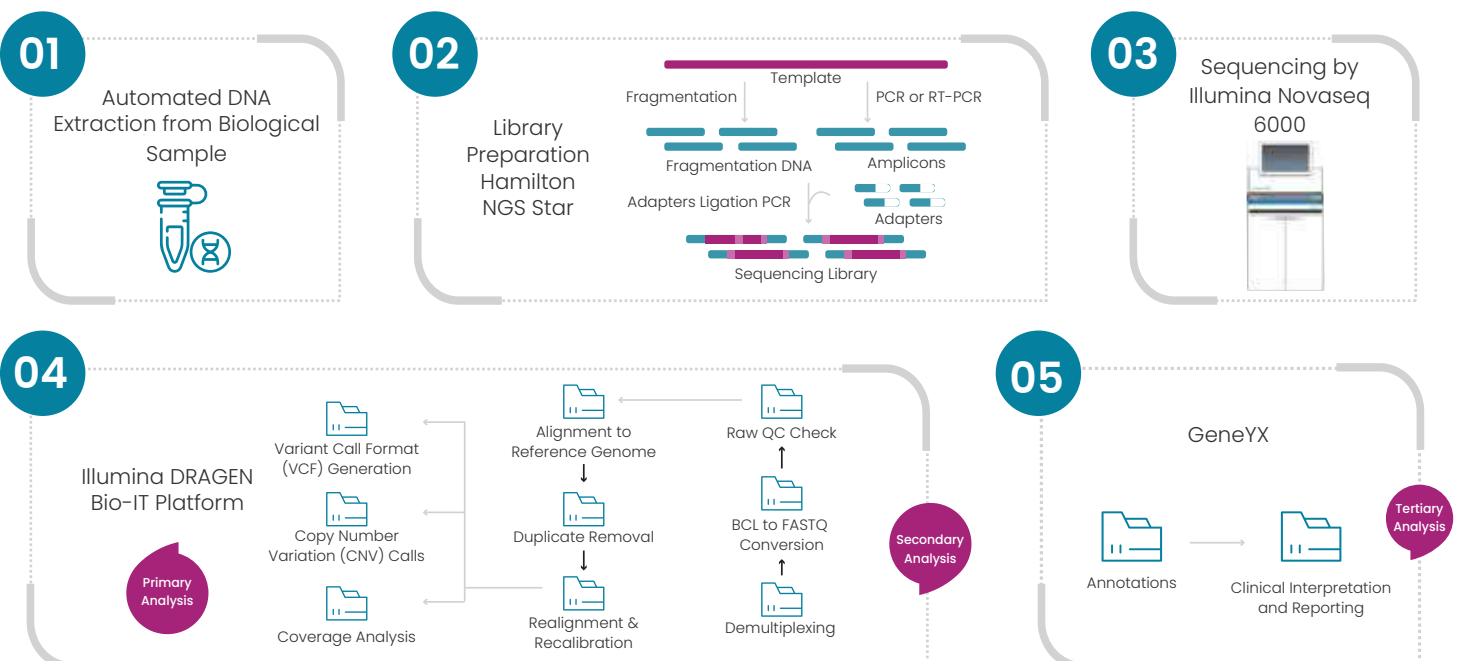 01
Automated DNA
Extraction from Biological
Sample
02
Library
Preparation
Hamilton
NGS Star
Template
Fragmentation
PCR or RT-PCR
Fragmentation DNA
Amplicons
Adapters Ligation PCR
Adapters
Sequencing Library
03
Sequencing by
Illumina Novaseq
6000
04
Illumina DRAGEN
Bio-IT Platform
Primary
Analysis
Variant Call Format
(VCF) Generation
Copy Number
Variation (CNV) Calls
Coverage Analysis
Alignment to
Reference Genome
Duplicate Removal
Realignment &
Recalibration
Raw QC Check
BCL to FASTQ
Conversion
Demultiplexing
Secondary
Analysis
05
GeneYX
Annotations
Clinical Interpretation
and Reporting
Tertiary
Analysis